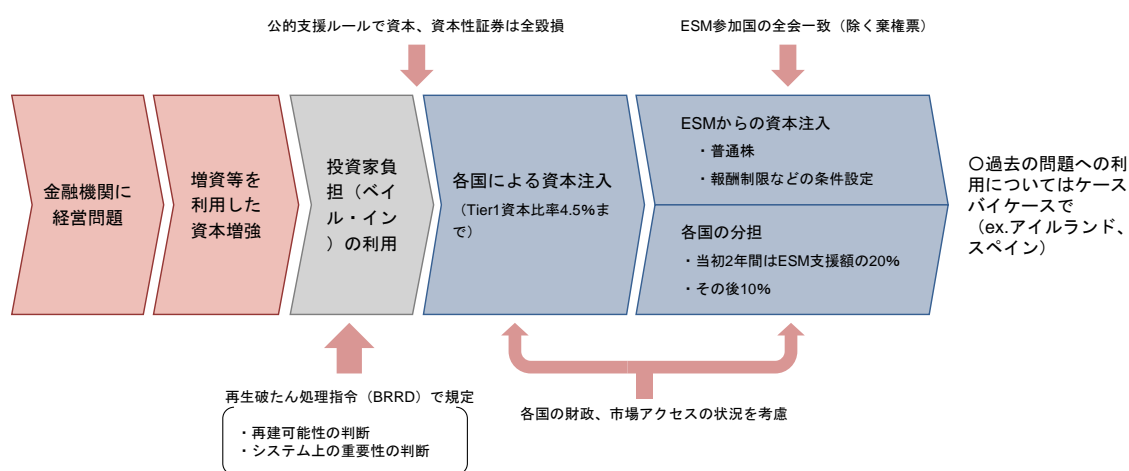 公的支援ルールで資本、資本性証券は全毀損
ESM参加国の全会一致（除く棄権票）
金融機関に
経営問題
増資等を
利用した
資本増強
投資家負
担（ベイ
ル・イン
）の利用
各国による資本注入
（Tier1資本比率4.5%ま
で）
ESMからの資本注入
・普通株
・報酬制限などの条件設定
各国の分担
・当初2年間はESM支援額の20%
・その後10%
〇過去の問題への利
用についてはケース
バイケースで
（ex.アイルランド、
スペイン）
再生破たん処理指令（BRRD）で規定
・再建可能性の判断
・システム上の重要性の判断
各国の財政、市場アクセスの状況を考慮